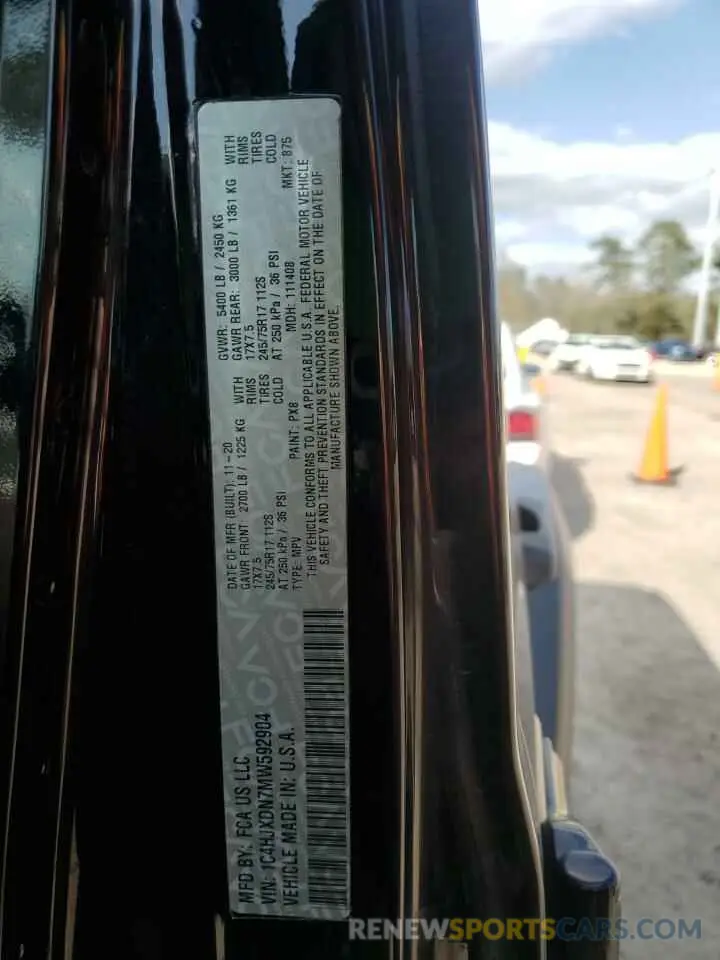 MFD BY: FCA US LLC
VIN: 1C4HJXDN7MW592904
VEHICLE MADE IN: U.S.A.
DATE OF MFR (BUILT): 11-20
GAWR FRONT: 2700 LB / 1225 KG WITH
17X7.5 RIMS
245/75R17 112S TIRES
AT 250 kPa / 36 PSI COLD
TYPE: MPV PAINT: PX8
GVWR: 5400 LB / 2450 KG
GAWR REAR: 3000 LB / 1361 KG WITH
17X7.5 RIMS
245/75R17 112S TIRES
AT 250 kPa / 36 PSI COLD
MDH: 111408 MKT: 875
THIS VEHICLE CONFORMS TO ALL APPLICABLE U.S.A. FEDERAL MOTOR VEHICLE
SAFETY AND THEFT PREVENTION STANDARDS IN EFFECT ON THE DATE OF
MANUFACTURE SHOWN ABOVE.
RENEWSPORTSCARS.COM